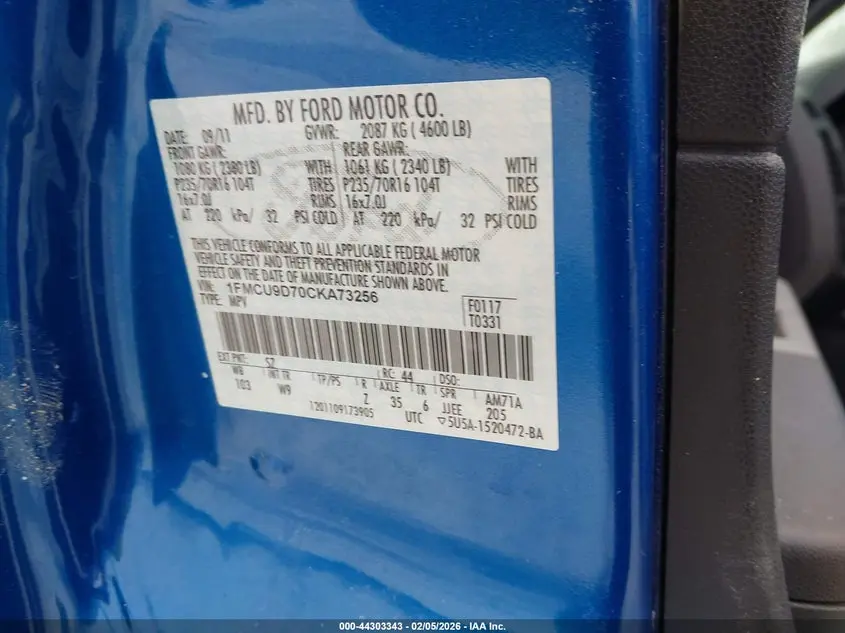 MFD. BY FORD MOTOR CO.
DATE: 09/11 GVWR: 2087 KG ( 4600 LB)
FRONT GAWR: REAR GAWR:
1080 KG ( 2380 LB) WITH 1061 KG ( 2340 LB) WITH
P235/70R16 104T TIRES P235/70R16 104T TIRES
16x7.0J RIMS 16x7.0J RIMS
AT 220 kPa/ 32 PSI COLD AT 220 kPa/ 32 PSI COLD
THIS VEHICLE CONFORMS TO ALL APPLICABLE FEDERAL MOTOR
VEHICLE SAFETY AND THEFT PREVENTION STANDARDS IN
EFFECT ON THE DATE OF MANUFACTURE SHOWN ABOVE.
VIN: 1FMCU9D70CKA73256
TYPE: MPV
F0117
T0331
EXT PNT: SZ RC: 44 DSO:
WB INT TR TP/PS R AXLE TR SPR AM71A
103 W9 Z 35 6 JJEE 205
1201109173905 UTC ▽5U5A-1520472-BA
000-44303343 - 02/05/2026 - IAA Inc.